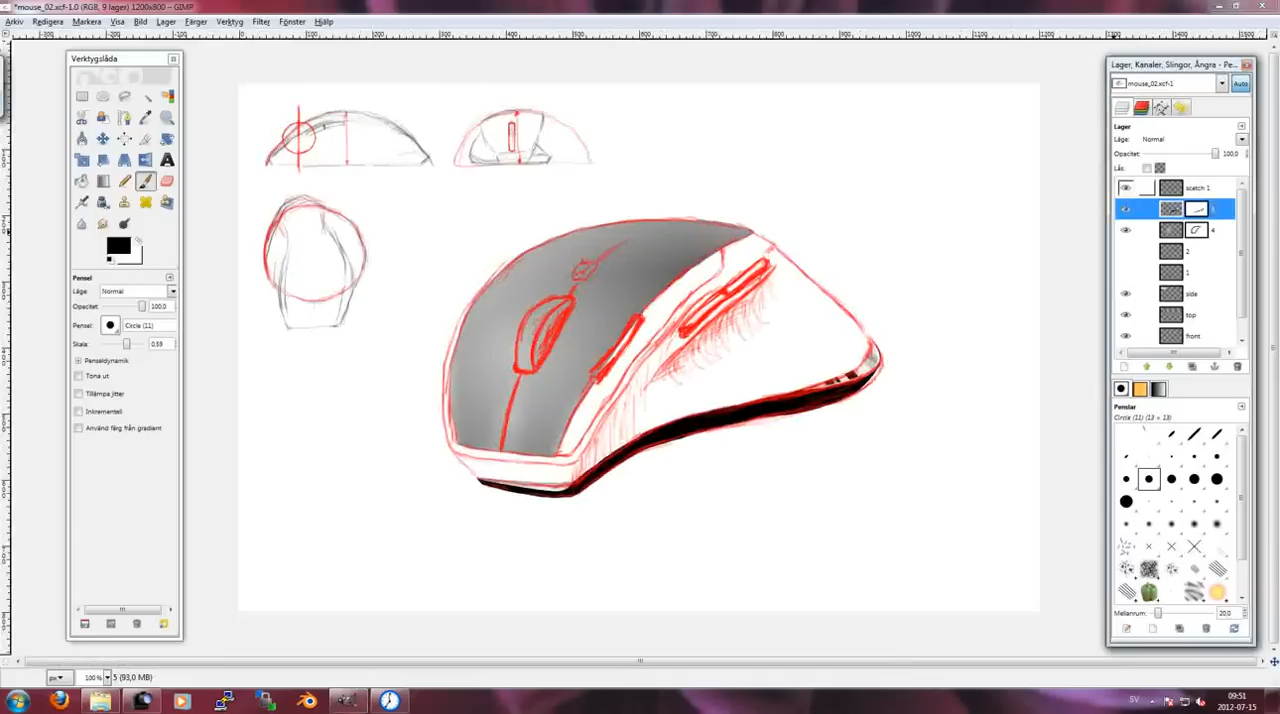 *mouse_02.xcf-1.0 (RGB, 9 lager) 1200x800 – GIMP
Arkiv Redigera Markera Visa Bild Lager Färger Verktyg Filter Fönster Hjälp
Verktygslåda
Pensel
Läge: Normal
Opacitet: 100,0
Pensel: Circle (11)
Skala: 0,59
Penseldynamik
Tona ut
Tillämpa jitter
Inkrementell
Använd färg från gradient
Lager, Kanaler, Slingor, Ångra - Pe...
mouse_02.xcf-1 Auto
Lager
Läge: Normal
Opacitet: 100,0
Lås:
scatch 1
4
2
1
side
top
front
Penslar
Circle (11) (13 × 13)
Mellanrum: 20,0
px 100% 5 (93,0 MB)
SV 09:51
2012-07-15